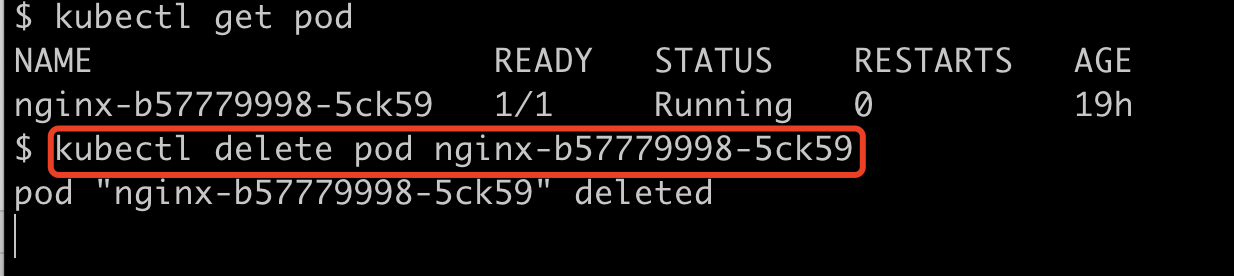 $ kubectl get pod
NAME READY STATUS RESTARTS AGE
nginx-b57779998-5ck59 1/1 Running 0 19h
$ kubectl delete pod nginx-b57779998-5ck59
pod "nginx-b57779998-5ck59" deleted